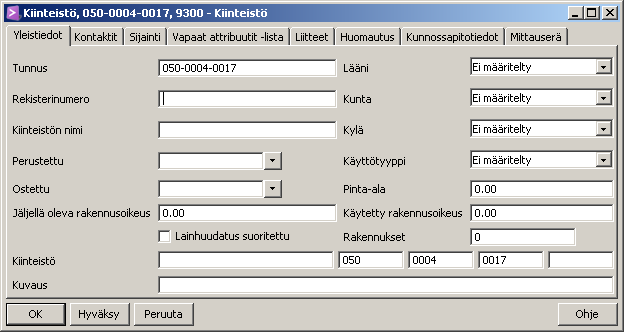 Kiinteistö, 050-0004-0017, 9300 - Kiinteistö
Yleistiedot Kontaktit Sijainti Vapaat attribuutit -lista Liitteet Huomautus Kunnossapitotiedot Mittauserä
Tunnus 050-0004-0017 Lääni Ei määritelty
Rekisterinumero Kunta Ei määritelty
Kiinteistön nimi Kylä Ei määritelty
Perustettu Käyttötyyppi Ei määritelty
Ostettu Pinta-ala 0.00
Jäljellä oleva rakennusoikeus 0.00 Käytetty rakennusoikeus 0.00
Lainhuudatus suoritettu Rakennukset 0
Kiinteistö 050 0004 0017
Kuvaus
OK Hyväksy Peruuta Ohje